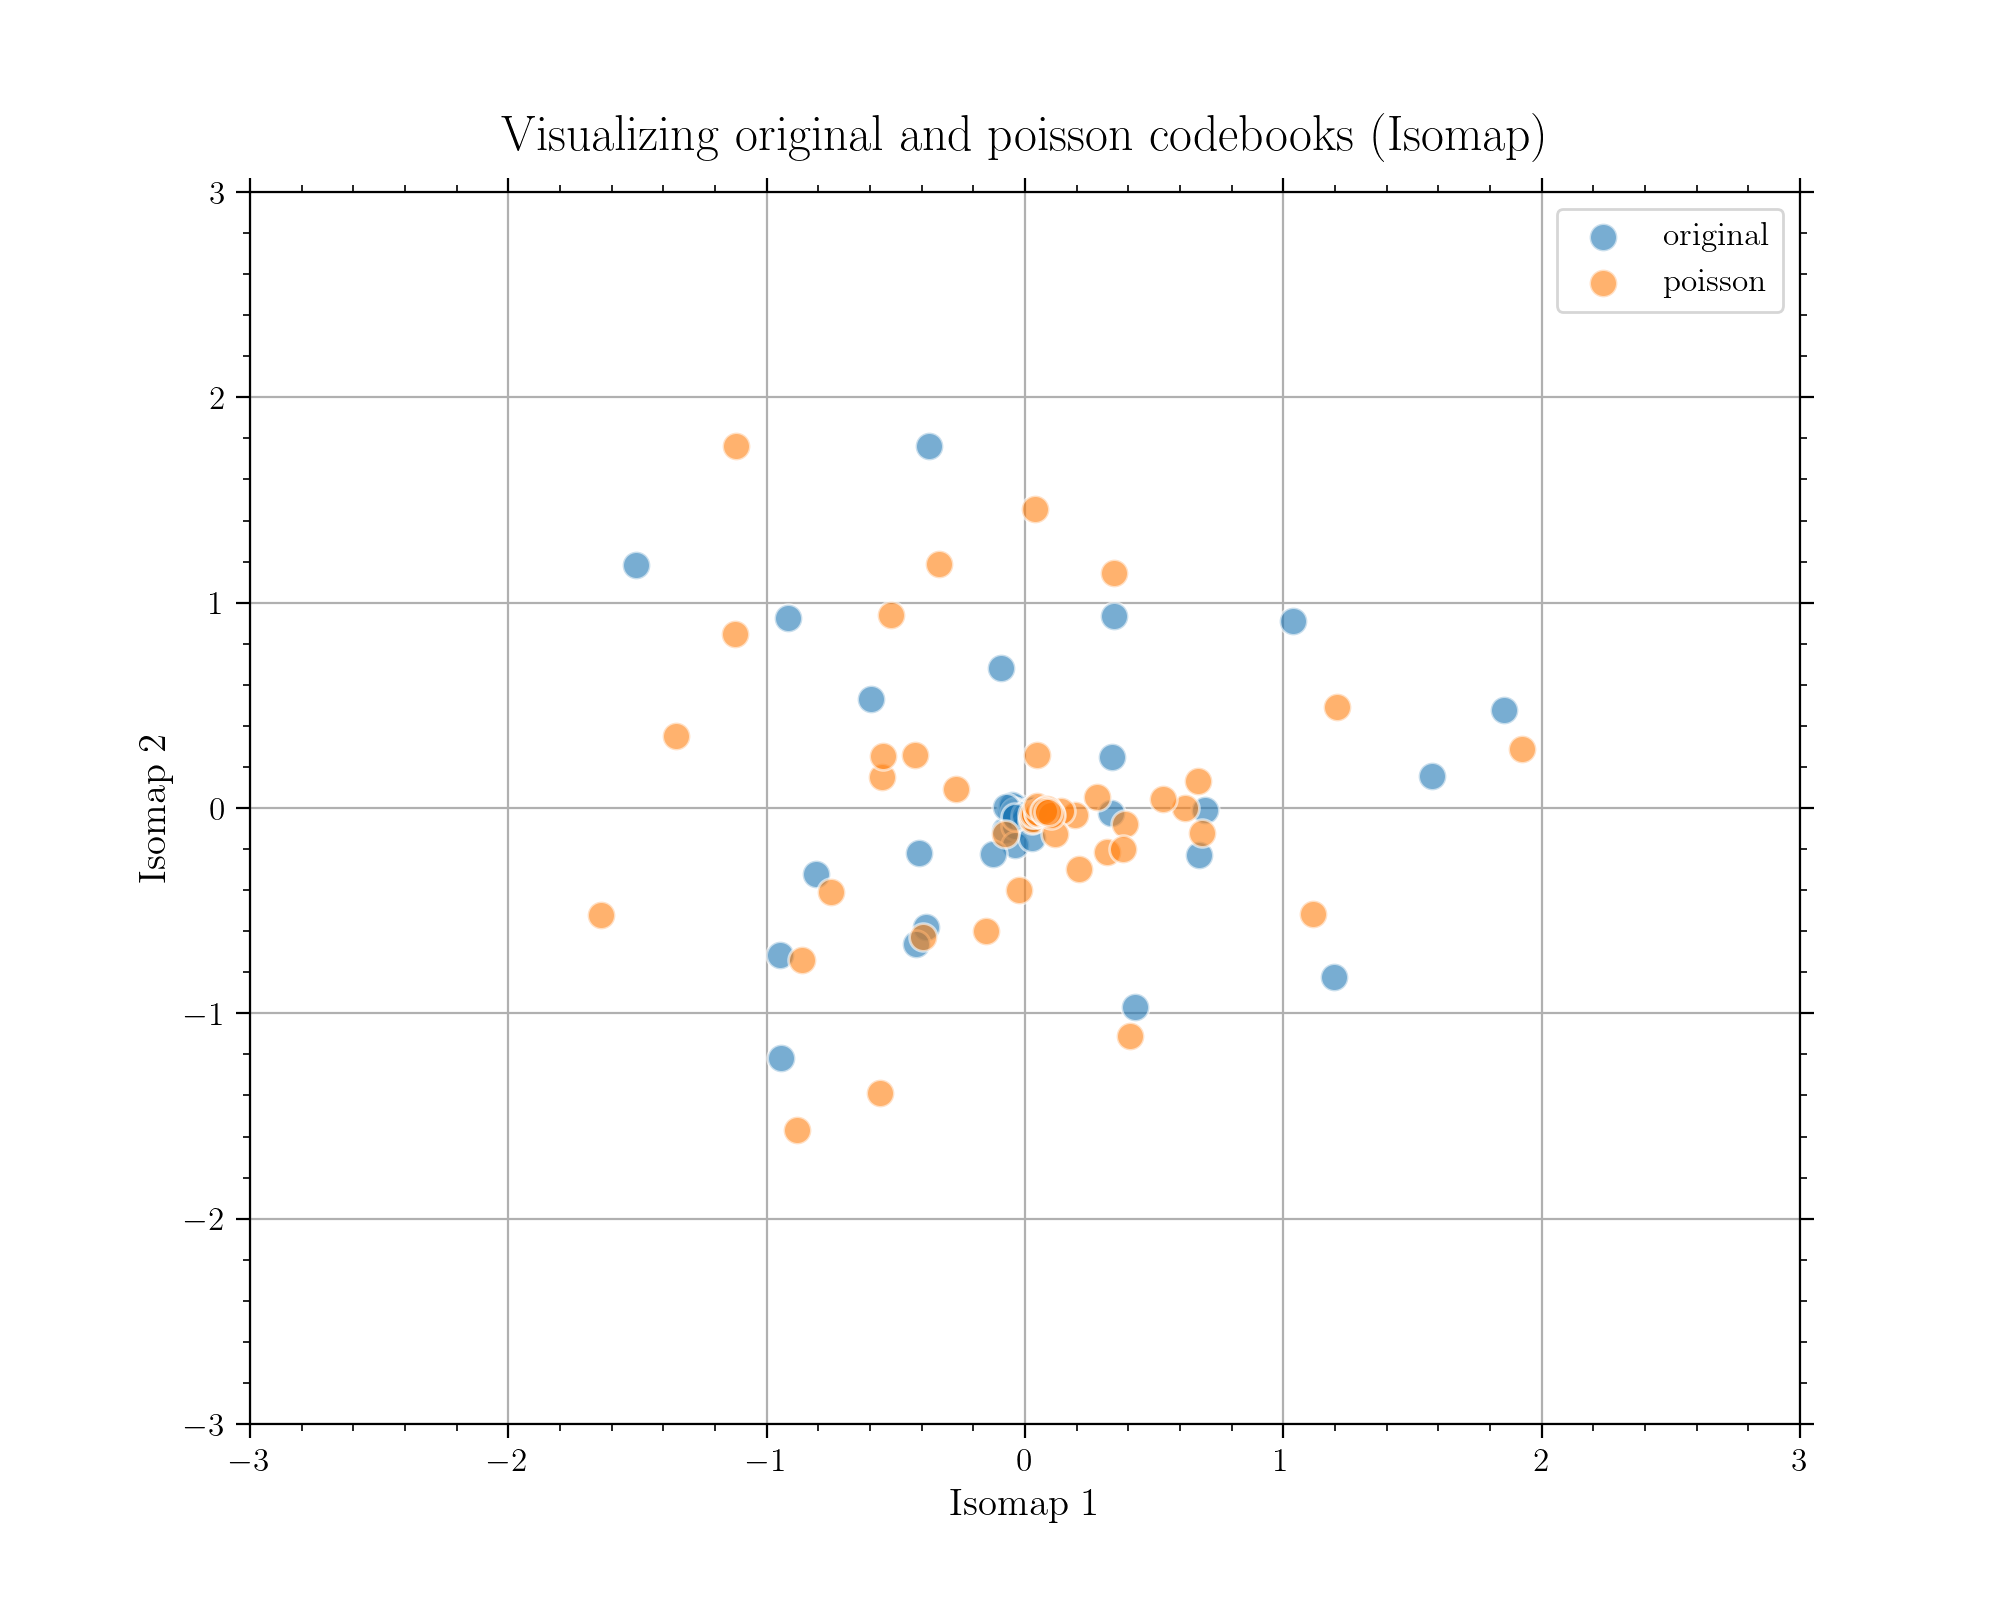 Visualizing original and poisson codebooks (Isomap)
original
poisson
3
2
1
0
−1
−2
−3
Isomap 2
−3 −2 −1 0 1 2 3
Isomap 1